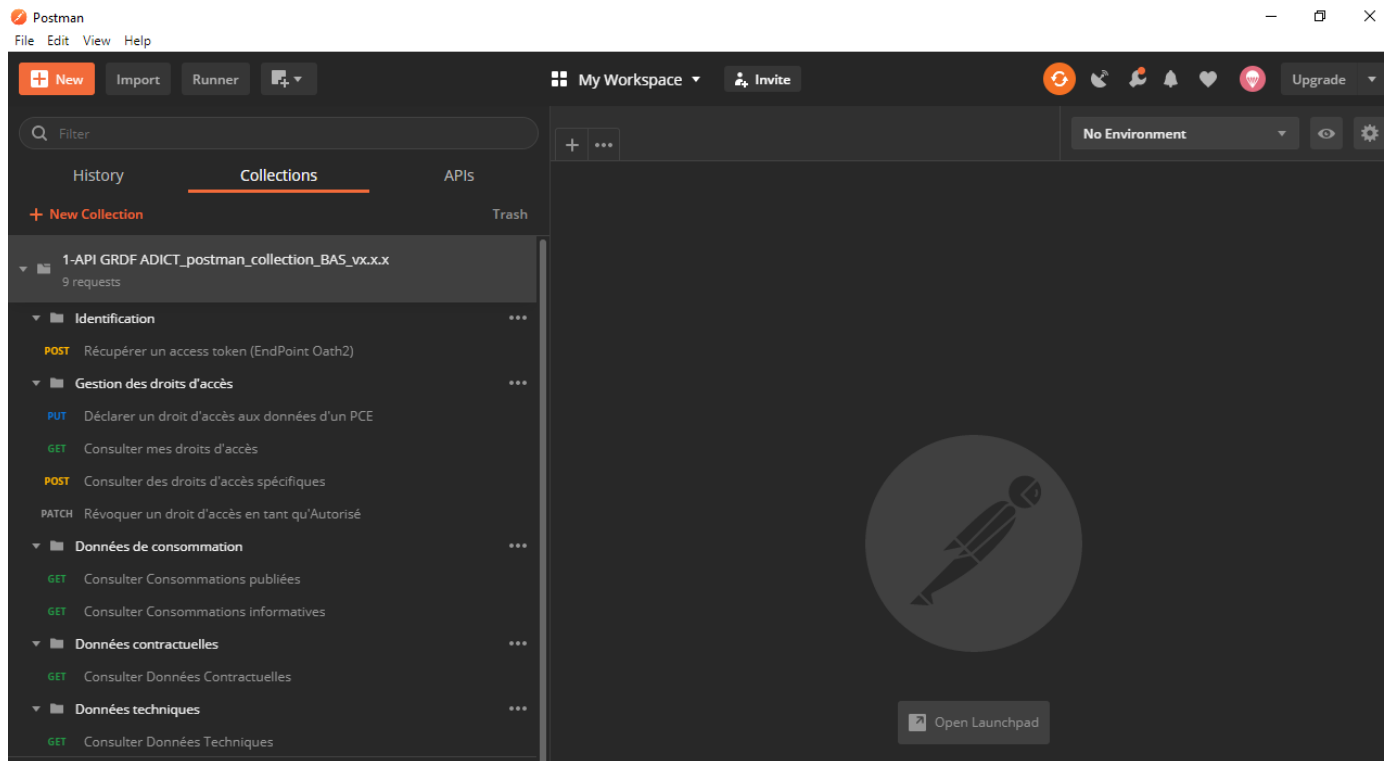 Postman
File Edit View Help
New Import Runner My Workspace Invite Upgrade
Filter
No Environment
History Collections APIs
+ New Collection Trash
1-API GRDF ADICT_postman_collection_BAS_vx.x.x
9 requests
Identification
POST Récupérer un access token (EndPoint Oath2)
Gestion des droits d'accès
PUT Déclarer un droit d'accès aux données d'un PCE
GET Consulter mes droits d'accès
POST Consulter des droits d'accès spécifiques
PATCH Révoquer un droit d'accès en tant qu'Autorisé
Données de consommation
GET Consulter Consommations publiées
GET Consulter Consommations informatives
Données contractuelles
GET Consulter Données Contractuelles
Données techniques
GET Consulter Données Techniques
Open Launchpad